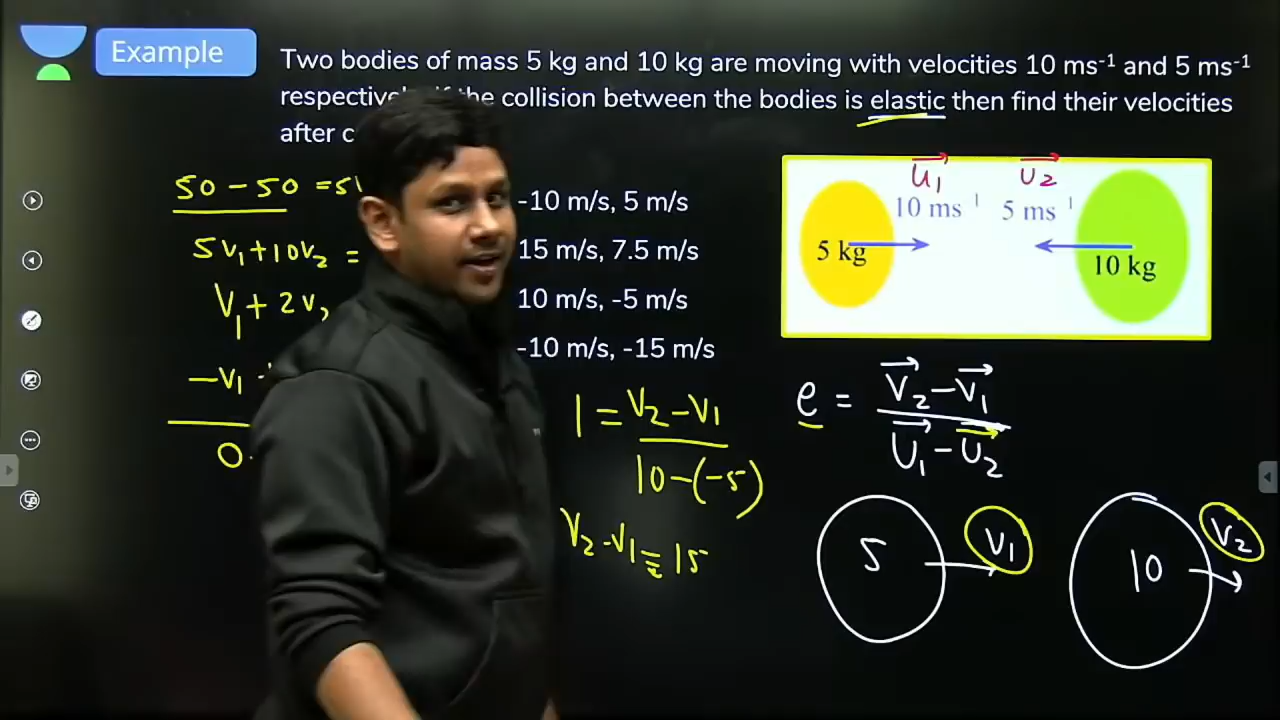 Example
Two bodies of mass 5 kg and 10 kg are moving with velocities 10 ms⁻¹ and 5 ms⁻¹
the collision between the bodies is elastic then find their velocities
after
-10 m/s, 5 m/s
15 m/s, 7.5 m/s
10 m/s, -5 m/s
-10 m/s, -15 m/s
50 - 50 =
5v₁ + 10v₂ =
v₁ + 2v₂
-v₁
0
1 = v₂ - v₁
10 - (-5)
v₂ - v₁ = 15
u₁ u₂
10 ms ¹ 5 ms ¹
5 kg
10 kg
e = v₂ - v₁
u₁ - u₂
5 v₁
10 v₂